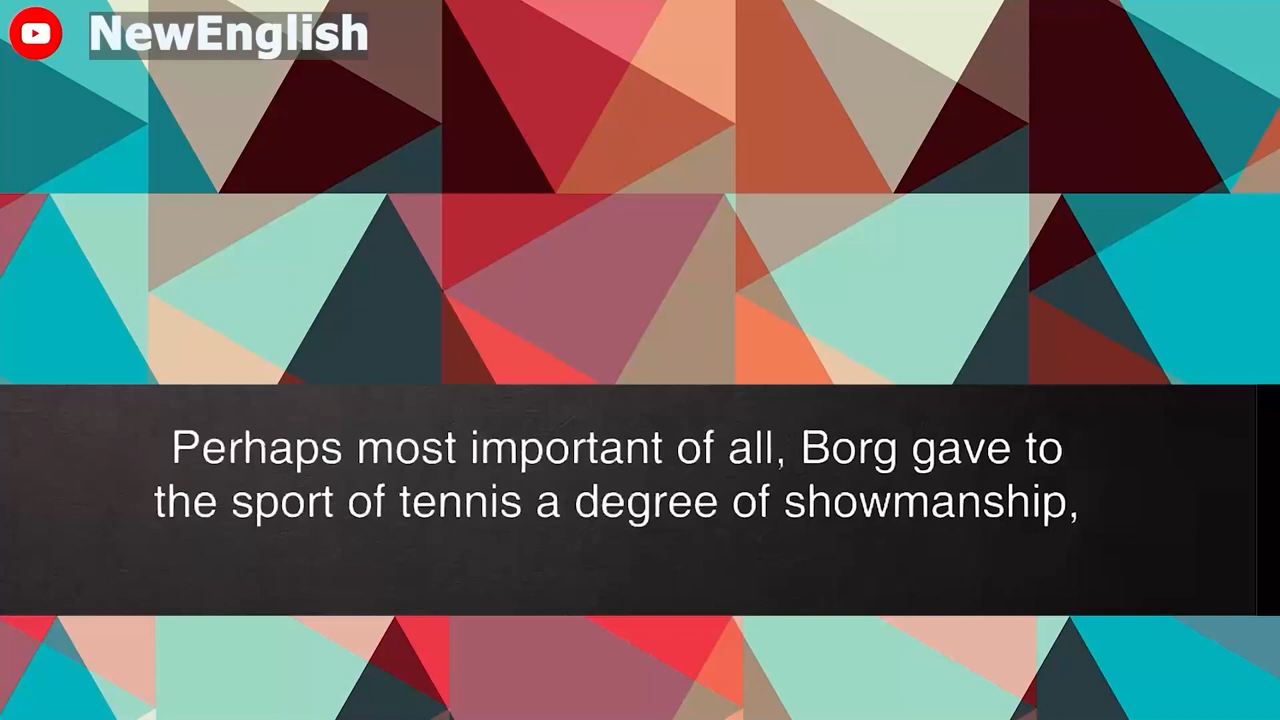 NewEnglish
Perhaps most important of all, Borg gave to
the sport of tennis a degree of showmanship,